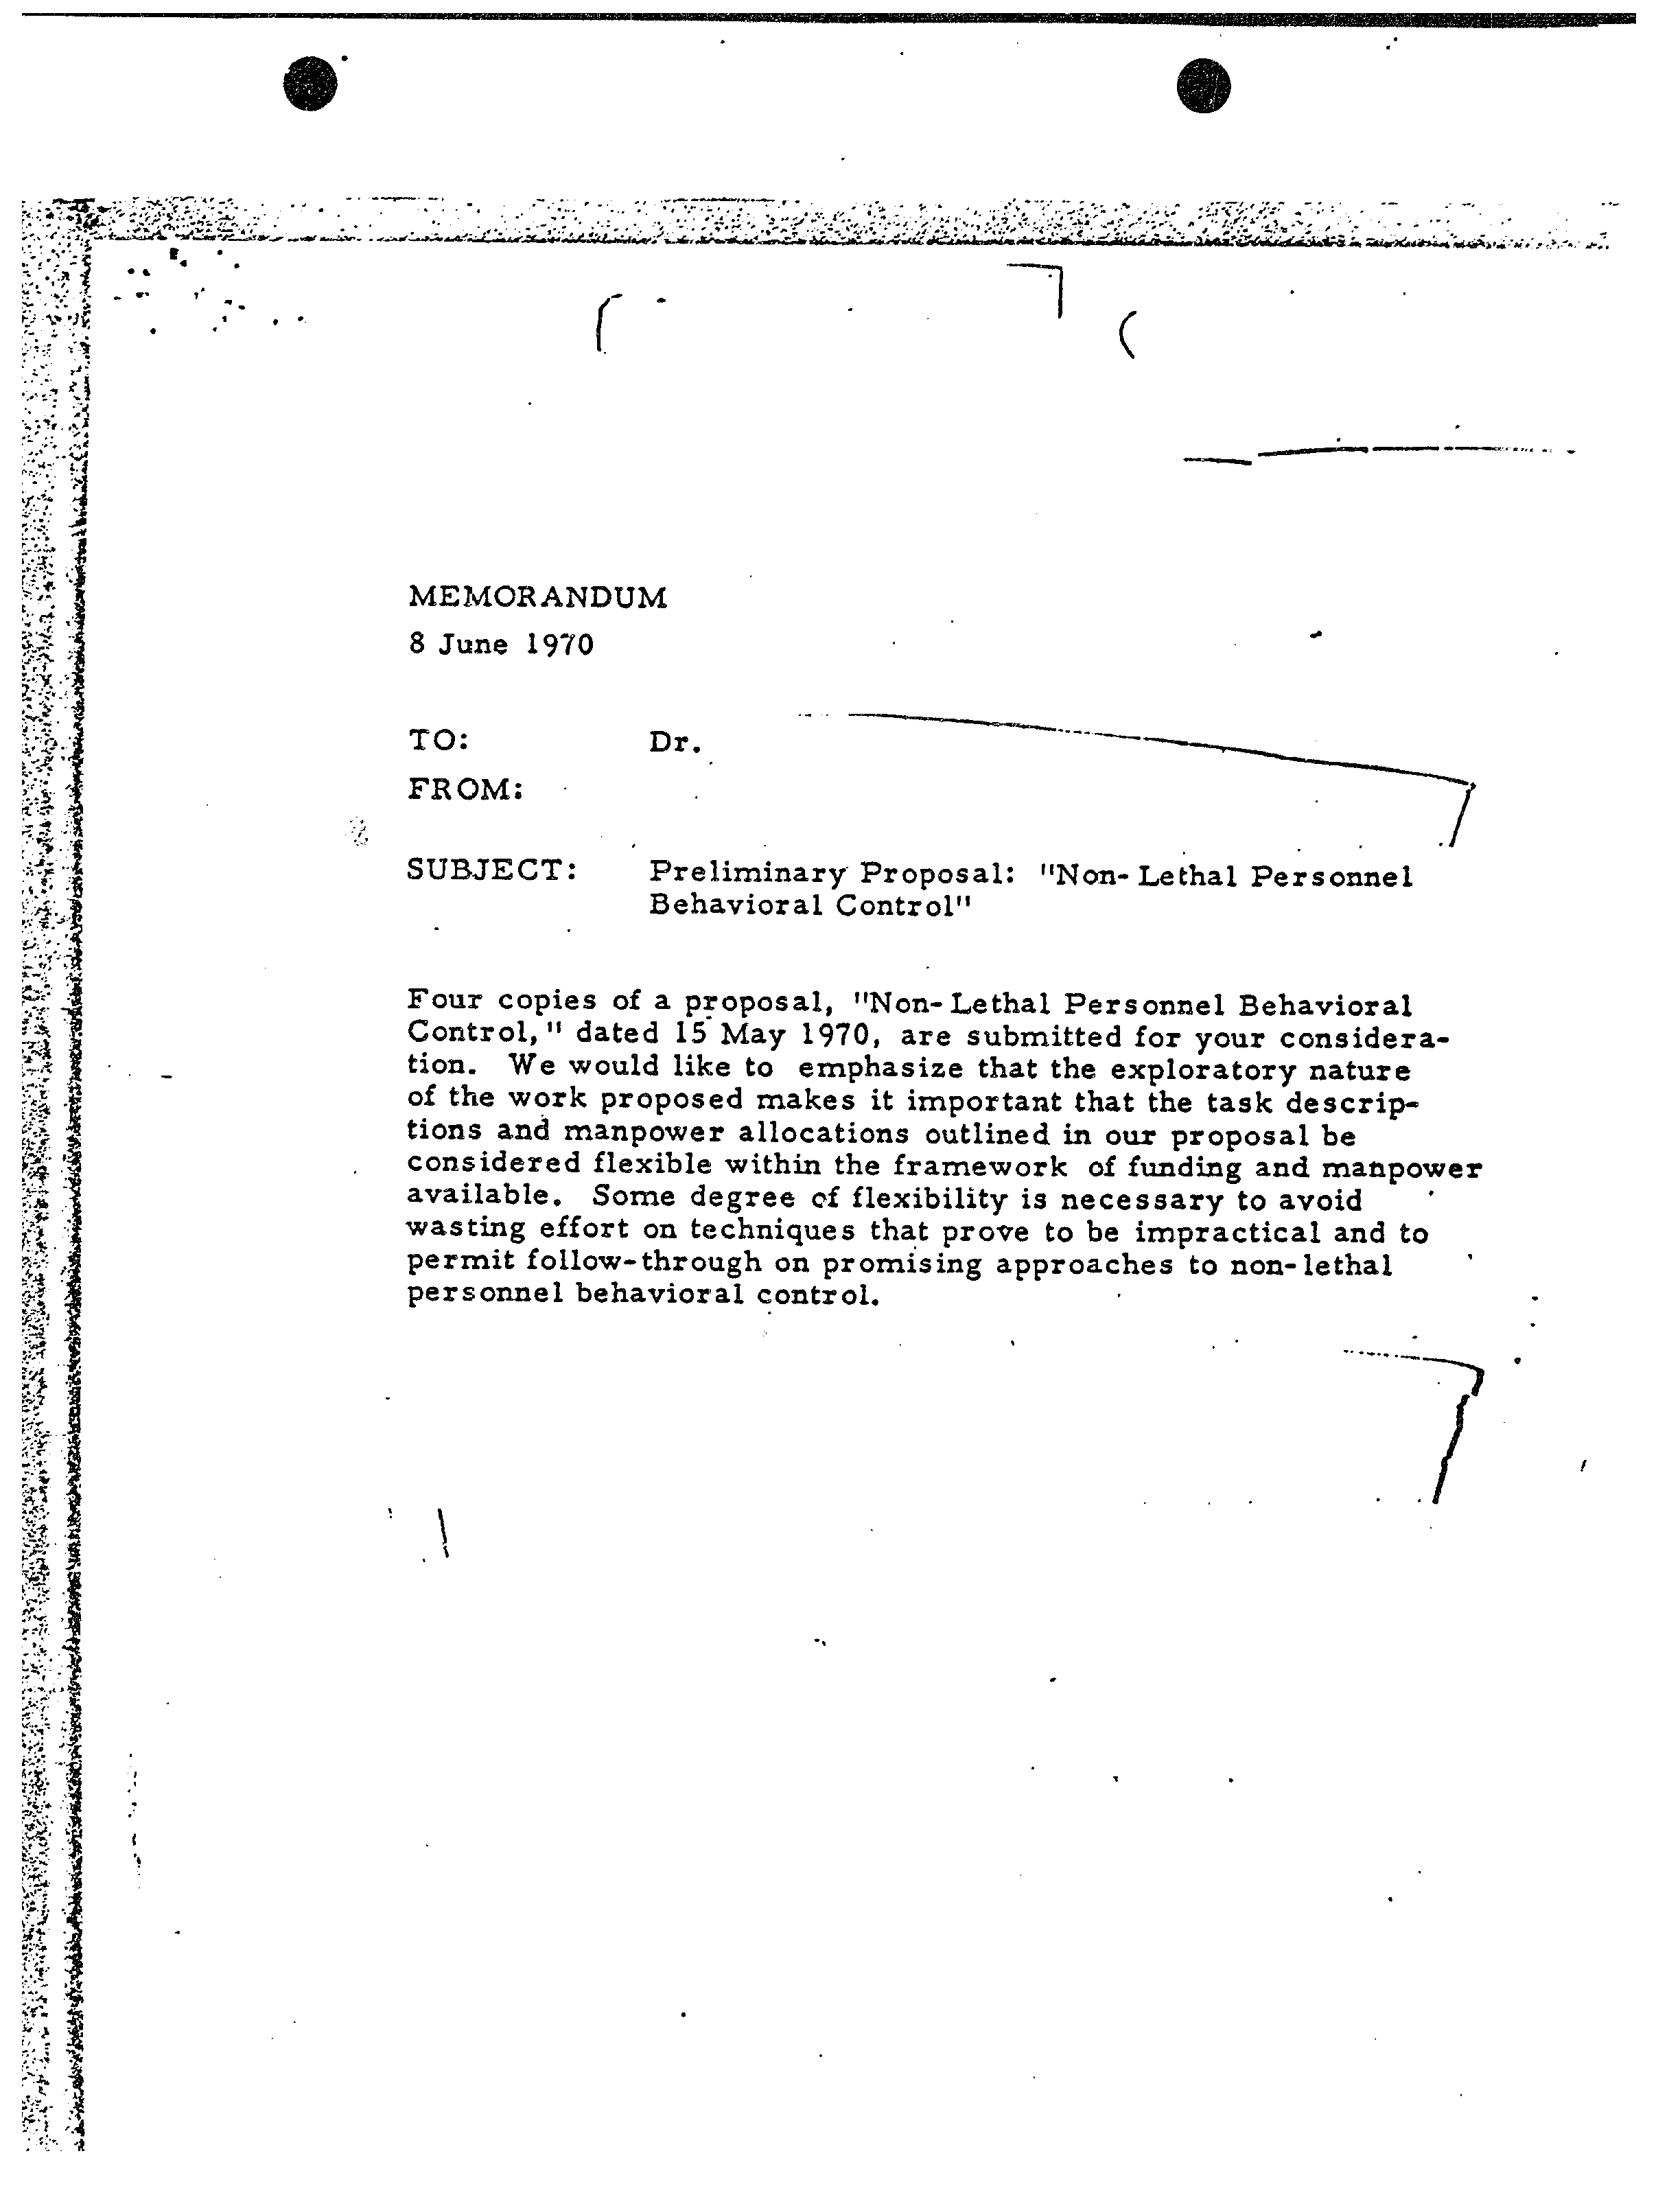 MEMORANDUM
8 June 1970
TO: Dr.
FROM:
SUBJECT: Preliminary Proposal: "Non-Lethal Personnel
Behavioral Control"
Four copies of a proposal, "Non-Lethal Personnel Behavioral
Control," dated 15 May 1970, are submitted for your considera-
tion. We would like to emphasize that the exploratory nature
of the work proposed makes it important that the task descrip-
tions and manpower allocations outlined in our proposal be
considered flexible within the framework of funding and manpower
available. Some degree of flexibility is necessary to avoid
wasting effort on techniques that prove to be impractical and to
permit follow-through on promising approaches to non-lethal
personnel behavioral control.